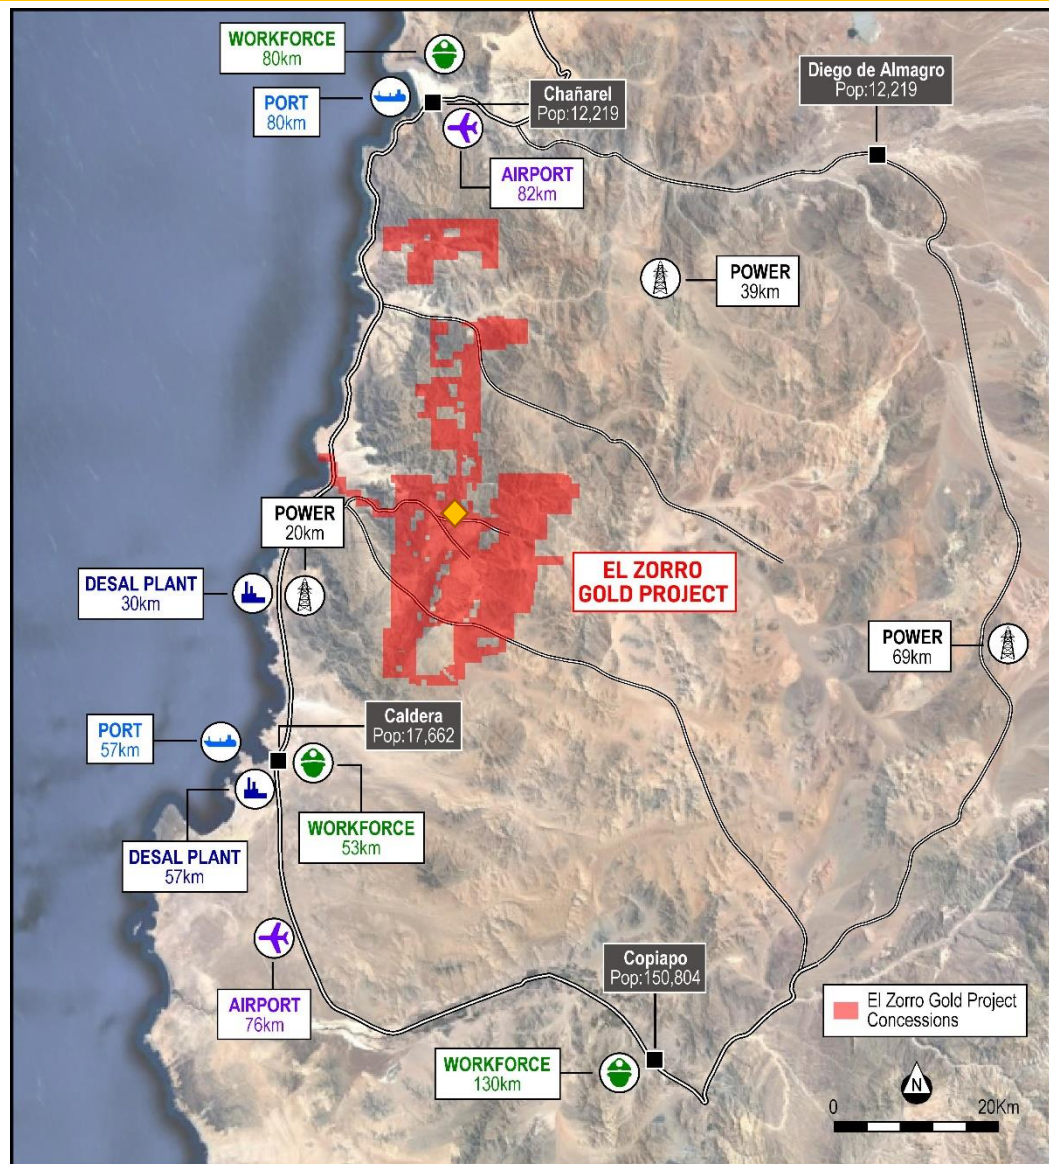 WORKFORCE
80km
PORT
80km
Chañarel
Pop:12,219
Diego de Almagro
Pop:12,219
AIRPORT
82km
POWER
39km
POWER
20km
DESAL PLANT
30km
EL ZORRO
GOLD PROJECT
POWER
69km
Caldera
Pop:17,662
PORT
57km
WORKFORCE
53km
DESAL PLANT
57km
AIRPORT
76km
Copiapo
Pop:150,804
WORKFORCE
130km
El Zorro Gold Project
Concessions
N
0 20Km